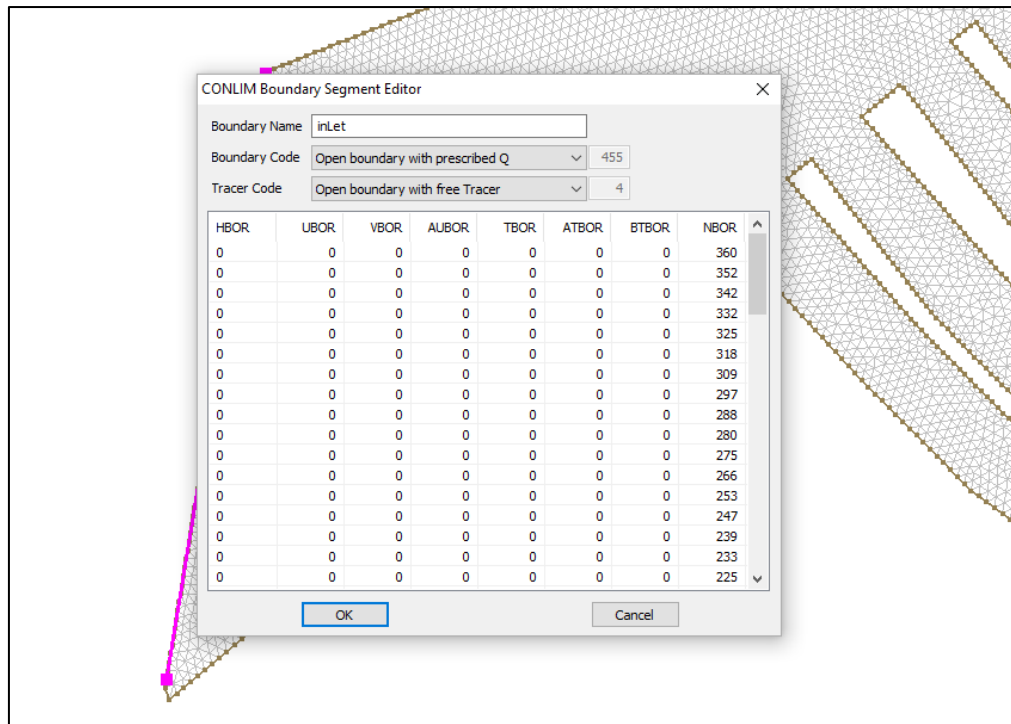 CONLIM Boundary Segment Editor
Boundary Name inLet
Boundary Code Open boundary with prescribed Q 455
Tracer Code Open boundary with free Tracer 4
HBOR UBOR VBOR AUBOR TBOR ATBOR BTBOR NBOR
0 0 0 0 0 0 0 360
0 0 0 0 0 0 0 352
0 0 0 0 0 0 0 342
0 0 0 0 0 0 0 332
0 0 0 0 0 0 0 325
0 0 0 0 0 0 0 318
0 0 0 0 0 0 0 309
0 0 0 0 0 0 0 297
0 0 0 0 0 0 0 288
0 0 0 0 0 0 0 280
0 0 0 0 0 0 0 275
0 0 0 0 0 0 0 266
0 0 0 0 0 0 0 253
0 0 0 0 0 0 0 247
0 0 0 0 0 0 0 239
0 0 0 0 0 0 0 233
0 0 0 0 0 0 0 225
OK Cancel